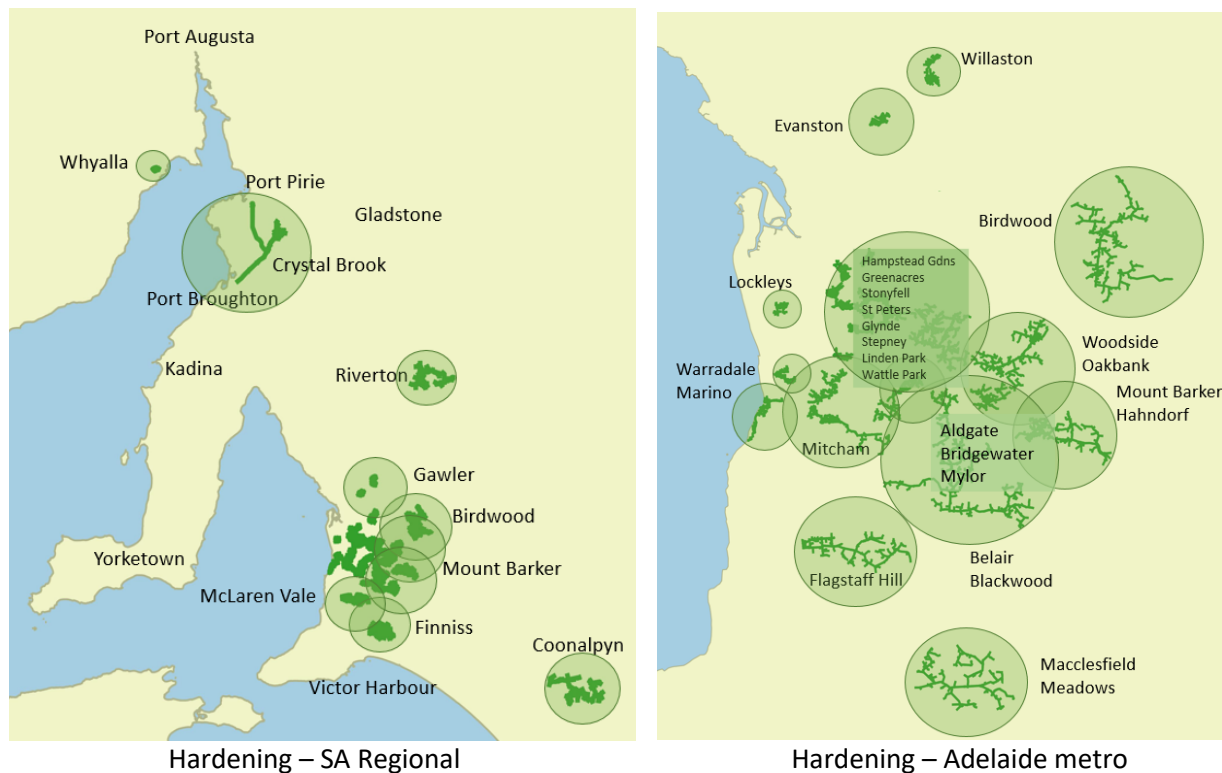 Port Augusta
Whyalla
Port Pirie
Gladstone
Crystal Brook
Port Broughton
Kadina
Riverton
Gawler
Birdwood
Yorketown
Mount Barker
McLaren Vale
Finniss
Coonalpyn
Victor Harbour
Hardening – SA Regional
Willaston
Evanston
Birdwood
Hampstead Gdns
Greenacres
Stonyfell
St Peters
Glynde
Stepney
Linden Park
Wattle Park
Lockleys
Woodside
Oakbank
Warradale
Marino
Mount Barker
Hahndorf
Mitcham
Aldgate
Bridgewater
Mylor
Belair
Blackwood
Flagstaff Hill
Macclesfield
Meadows
Hardening – Adelaide metro